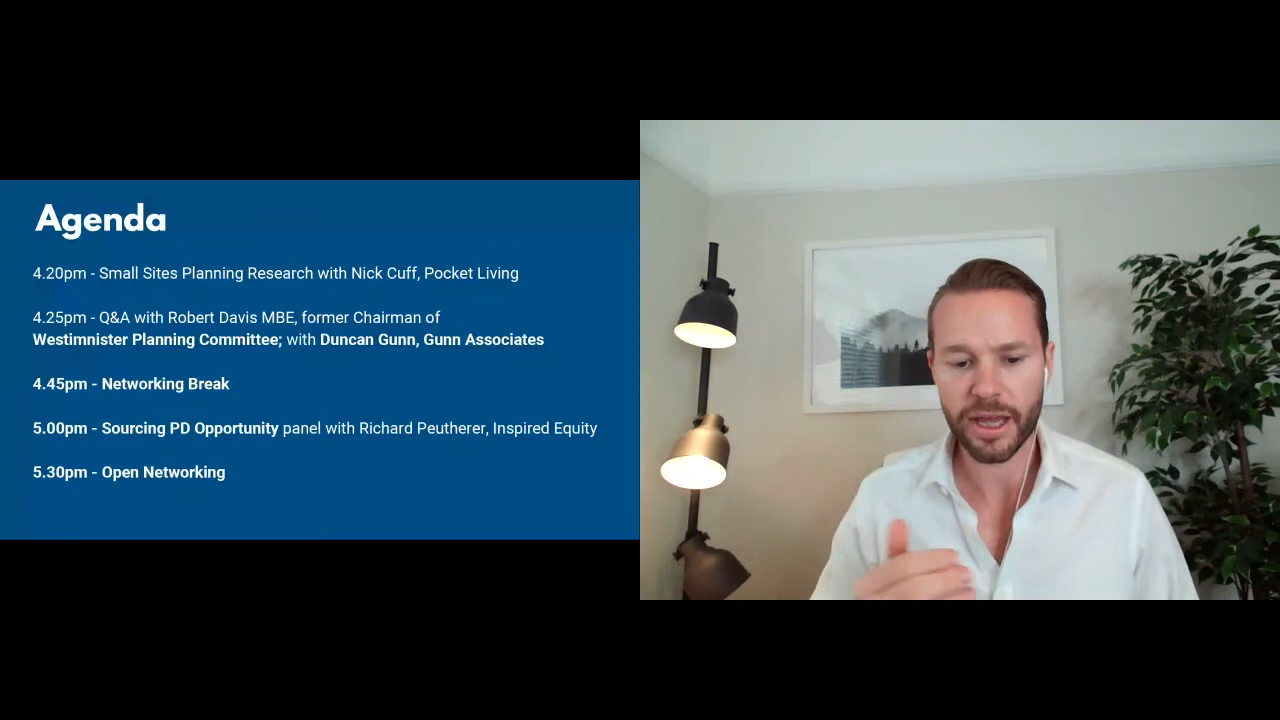 Agenda
4.20pm - Small Sites Planning Research with Nick Cuff, Pocket Living
4.25pm - Q&A with Robert Davis MBE, former Chairman of
Westimnister Planning Committee; with Duncan Gunn, Gunn Associates
4.45pm - Networking Break
5.00pm - Sourcing PD Opportunity panel with Richard Peutherer, Inspired Equity
5.30pm - Open Networking